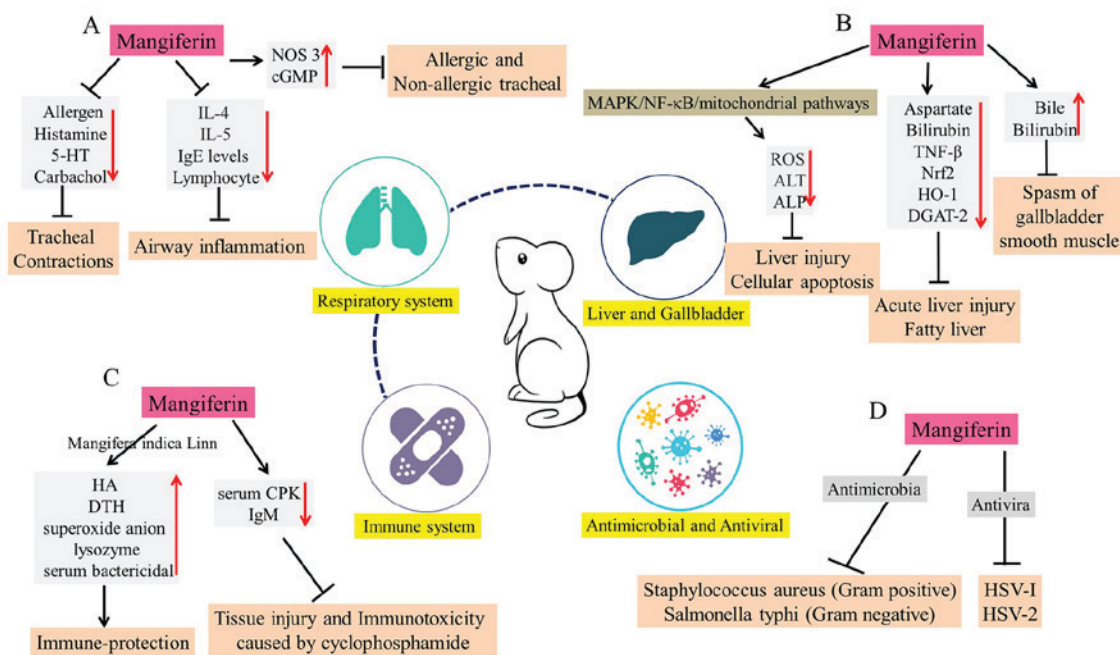 A
Mangiferin
NOS 3
cGMP
Allergic and
Non-allergic tracheal
Allergen
Histamine
5-HT
Carbachol
IL-4
IL-5
IgE levels
Lymphocyte
Tracheal
Contractions
Airway inflammation
Respiratory system
B
Mangiferin
MAPK/NF-κB/mitochondrial pathways
ROS
ALT
ALP
Aspartate
Bilirubin
TNF-β
Nrf2
HO-1
DGAT-2
Bile
Bilirubin
Liver injury
Cellular apoptosis
Spasm of
gallbladder
smooth muscle
Acute liver injury
Fatty liver
Liver and Gallbladder
C
Mangiferin
Mangifera indica Linn
HA
DTH
superoxide anion
lysozyme
serum bactericidal
serum CPK
IgM
Immune-protection
Tissue injury and Immunotoxicity
caused by cyclophosphamide
Immune system
D
Mangiferin
Antimicrobia
Antivira
Staphylococcus aureus (Gram positive)
Salmonella typhi (Gram negative)
HSV-I
HSV-2
Antimicrobial and Antiviral